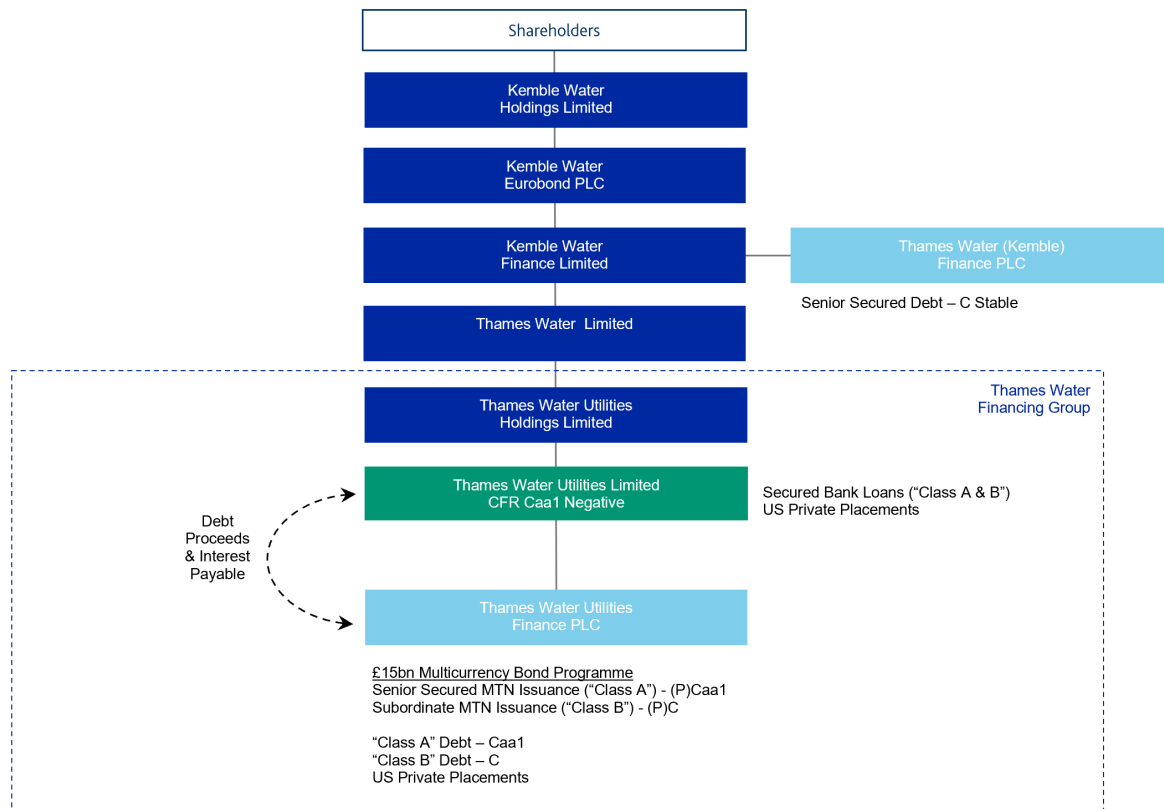 Shareholders
Kemble Water
Holdings Limited
Kemble Water
Eurobond PLC
Kemble Water
Finance Limited
Thames Water (Kemble)
Finance PLC
Senior Secured Debt – C Stable
Thames Water  Limited
Thames Water
Financing Group
Thames Water Utilities
Holdings Limited
Thames Water Utilities Limited
CFR Caa1 Negative
Secured Bank Loans (“Class A & B”)
US Private Placements
Debt
Proceeds
& Interest
Payable
Thames Water Utilities
Finance PLC
£15bn Multicurrency Bond Programme
Senior Secured MTN Issuance (“Class A”) - (P)Caa1
Subordinate MTN Issuance (“Class B”) - (P)C
“Class A” Debt – Caa1
“Class B” Debt – C
US Private Placements